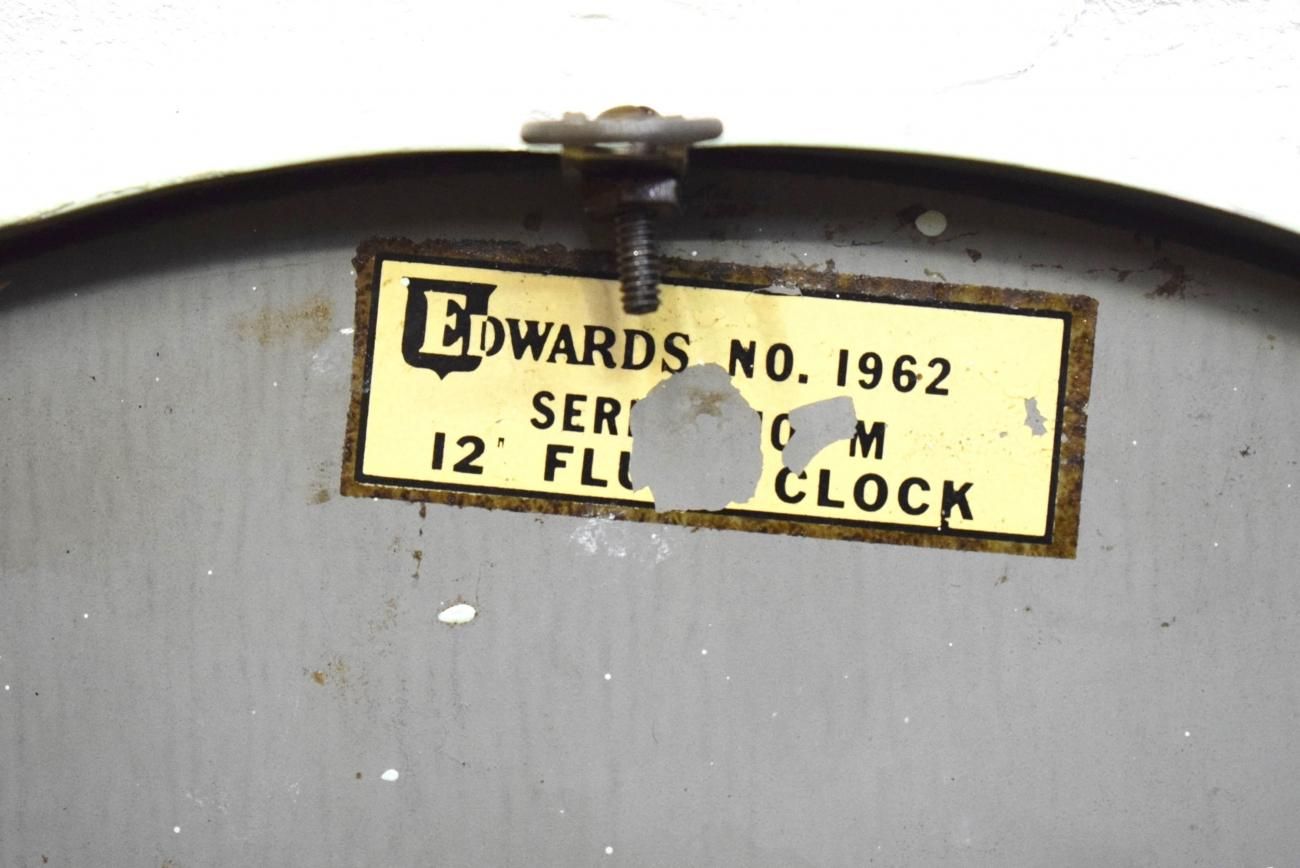 EDWARDS NO. 1962
M
12" CLOCK